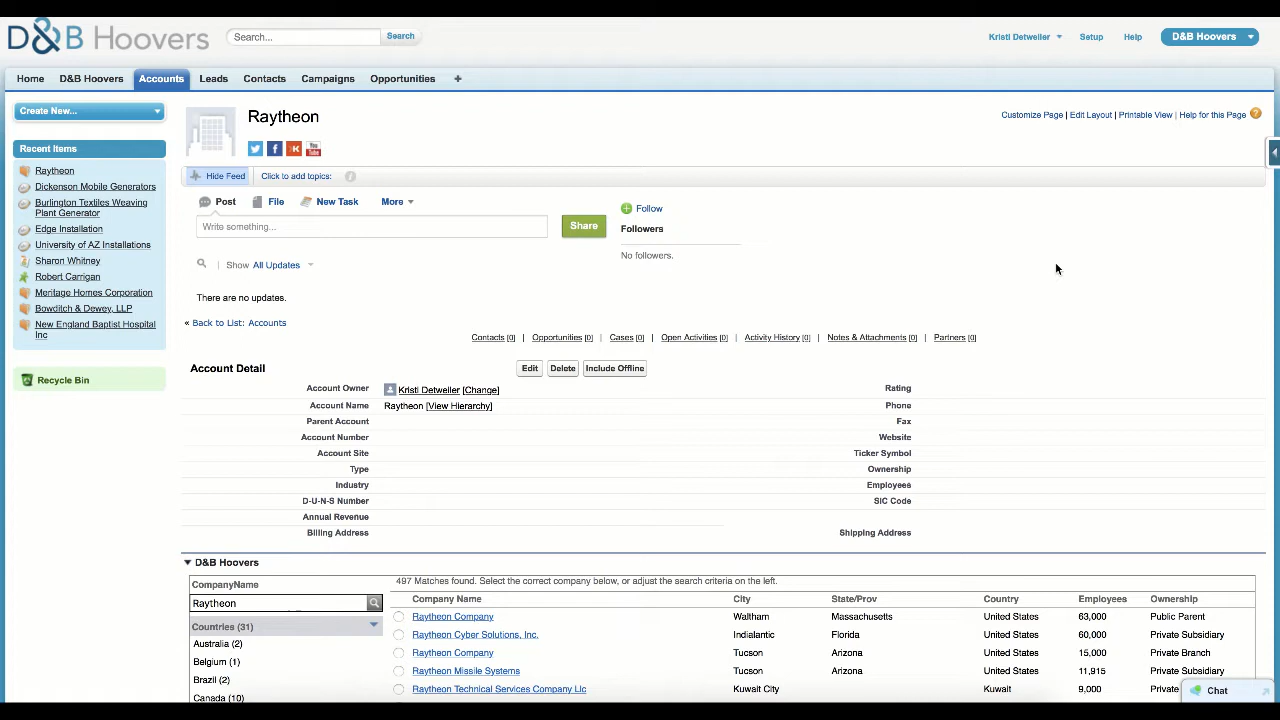 D&B Hoovers
Search...
Search
Kristi Detweiler
Setup
Help
D&B Hoovers
Home
D&B Hoovers
Accounts
Leads
Contacts
Campaigns
Opportunities
+
Create New...
Recent Items
Raytheon
Dickenson Mobile Generators
Burlington Textiles Weaving
Plant Generator
Edge Installation
University of AZ Installations
Sharon Whitney
Robert Carrigan
Meritage Homes Corporation
Bowditch & Dewey, LLP
New England Baptist Hospital
Inc
Recycle Bin
Raytheon
You
Tube
Customize Page | Edit Layout | Printable View | Help for this Page ?
Hide Feed
Click to add topics:
i
Post
File
New Task
More
Write something...
Share
Follow
Followers
No followers.
Show All Updates
There are no updates.
« Back to List: Accounts
Contacts [0] | Opportunities [0] | Cases [0] | Open Activities [0] | Activity History [0] | Notes & Attachments [0] | Partners [0]
Account Detail
Edit
Delete
Include Offline
Account Owner Kristi Detweiler [Change]
Rating
Account Name Raytheon [View Hierarchy]
Phone
Parent Account
Fax
Account Number
Website
Account Site
Ticker Symbol
Type
Ownership
Industry
Employees
D-U-N-S Number
SIC Code
Annual Revenue
Billing Address
Shipping Address
D&B Hoovers
CompanyName
Raytheon
Countries (31)
Australia (2)
Belgium (1)
Brazil (2)
Canada (10)
497 Matches found. Select the correct company below, or adjust the search criteria on the left.
Company Name City State/Prov Country Employees Ownership
Raytheon Company Waltham Massachusetts United States 63,000 Public Parent
Raytheon Cyber Solutions, Inc. Indialantic Florida United States 60,000 Private Subsidiary
Raytheon Company Tucson Arizona United States 15,000 Private Branch
Raytheon Missile Systems Tucson Arizona United States 11,915 Private Subsidiary
Raytheon Technical Services Company Llc Kuwait City Kuwait 9,000 Private
Chat